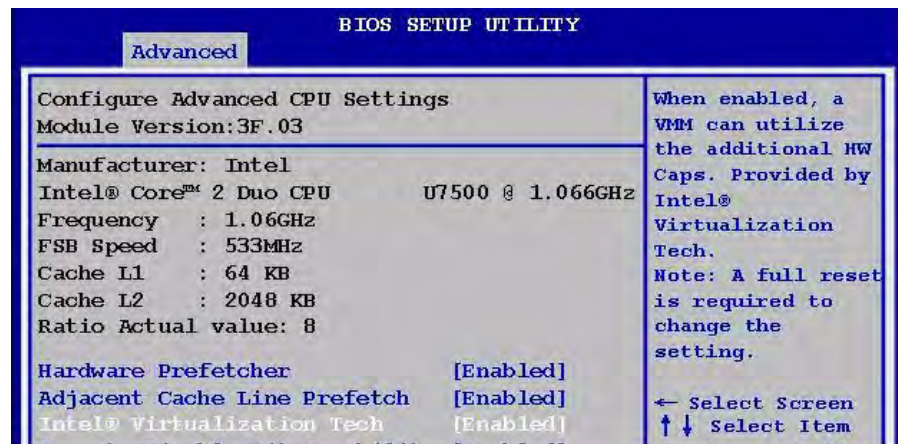 BIOS SETUP UTILITY
Advanced
Configure Advanced CPU Settings
Module Version:3F.03
Manufacturer: Intel
Intel® Core™ 2 Duo CPU U7500 @ 1.066GHz
Frequency : 1.06GHz
FSB Speed : 533MHz
Cache L1 : 64 KB
Cache L2 : 2048 KB
Ratio Actual value: 8
Hardware Prefetcher [Enabled]
Adjacent Cache Line Prefetch [Enabled]
Intel® Virtualization Tech [Enabled]
When enabled, a
VMM can utilize
the additional HW
Caps. Provided by
Intel®
Virtualization
Tech.
Note: A full reset
is required to
change the
setting.
← Select Screen
↑↓ Select Item